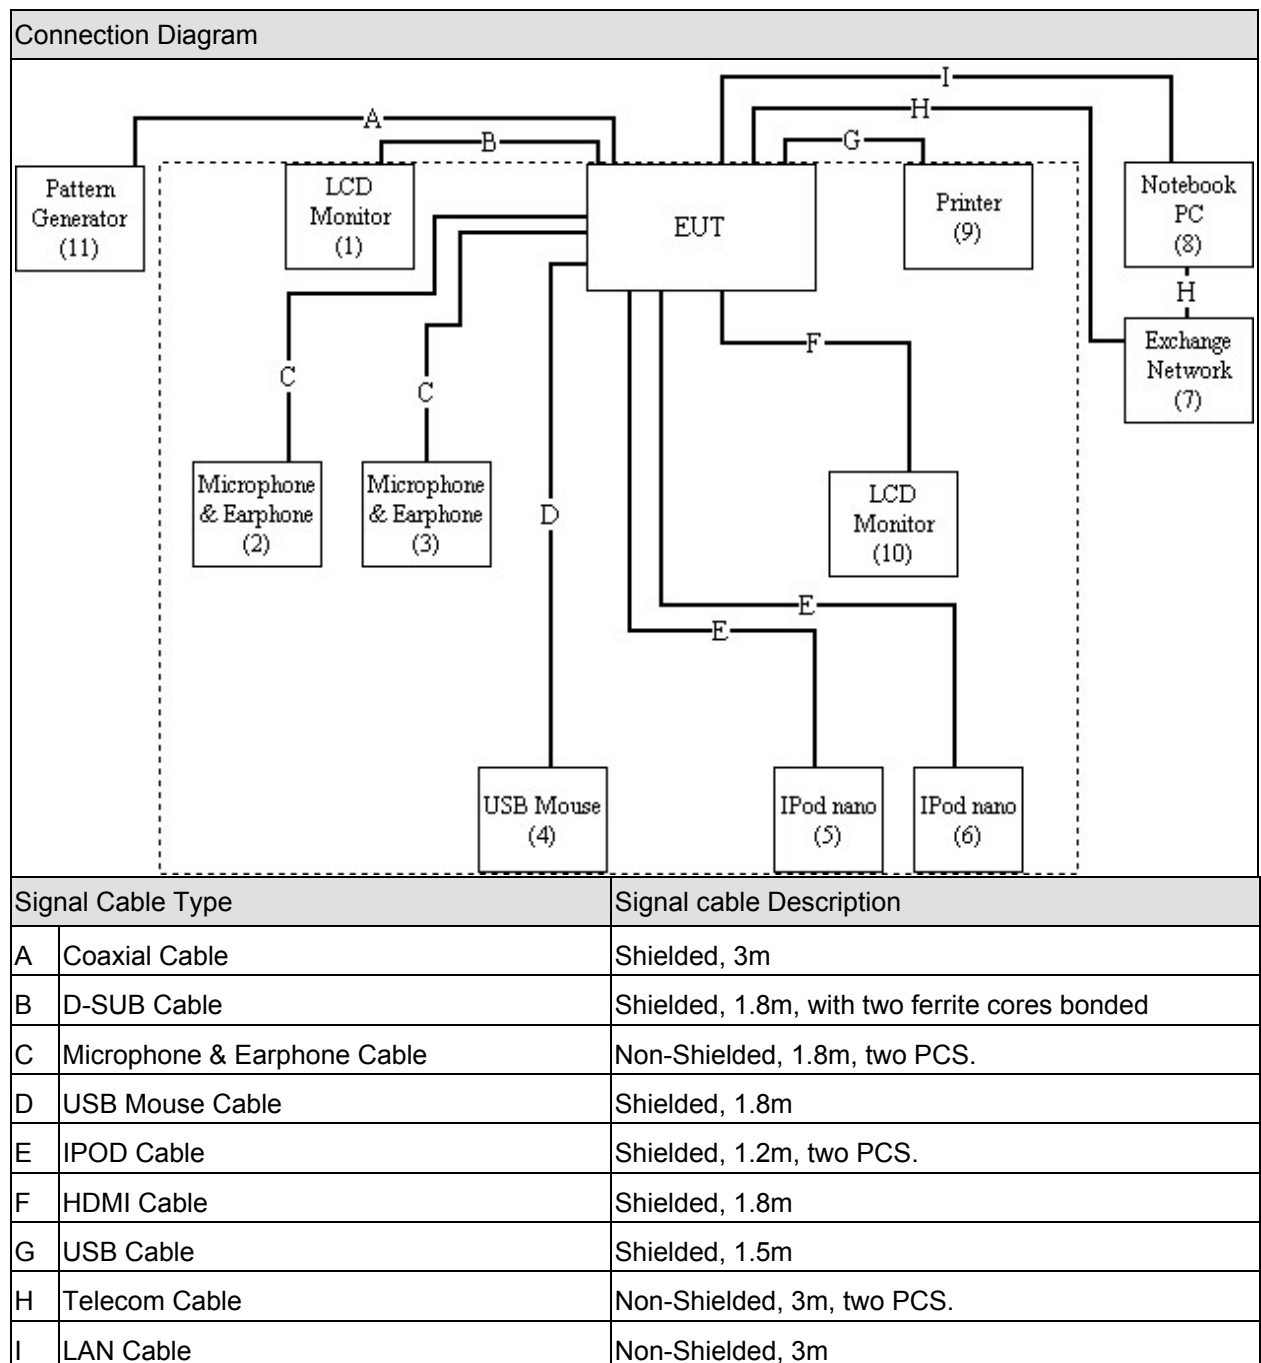 Connection Diagram
I
H
A
G
B
Pattern
Generator
(11)
LCD
Monitor
(1)
EUT
Printer
(9)
Notebook
PC
(8)
H
Exchange
Network
(7)
F
C
C
Microphone
& Earphone
(2)
Microphone
& Earphone
(3)
D
LCD
Monitor
(10)
E
E
USB Mouse
(4)
IPod nano
(5)
IPod nano
(6)
Signal Cable Type Signal cable Description
A Coaxial Cable Shielded, 3m
B D-SUB Cable Shielded, 1.8m, with two ferrite cores bonded
C Microphone & Earphone Cable Non-Shielded, 1.8m, two PCS.
D USB Mouse Cable Shielded, 1.8m
E IPOD Cable Shielded, 1.2m, two PCS.
F HDMI Cable Shielded, 1.8m
G USB Cable Shielded, 1.5m
H Telecom Cable Non-Shielded, 3m, two PCS.
I LAN Cable Non-Shielded, 3m